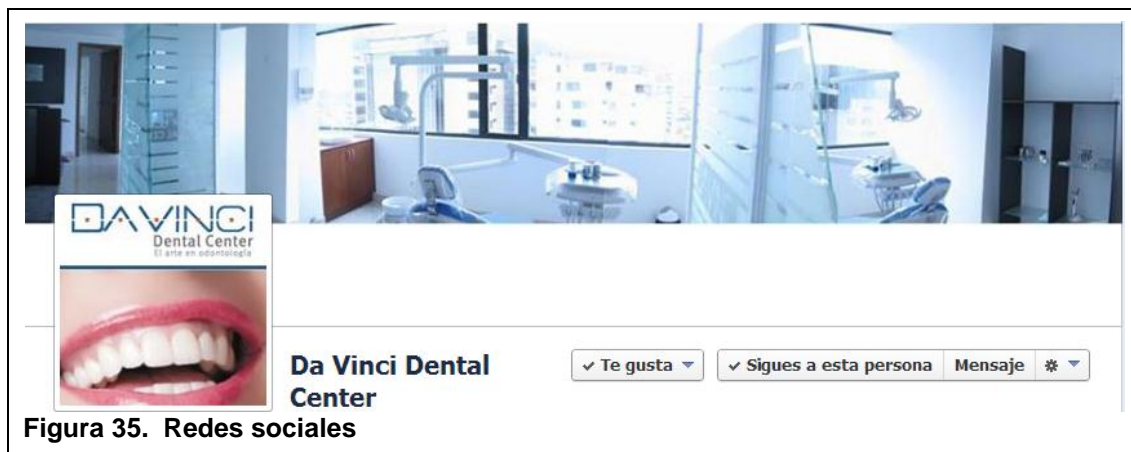 DAVINCI
Dental Center
El arte en odontología
Da Vinci Dental
Center
Te gusta
Sigues a esta persona
Mensaje
Figura 35. Redes sociales